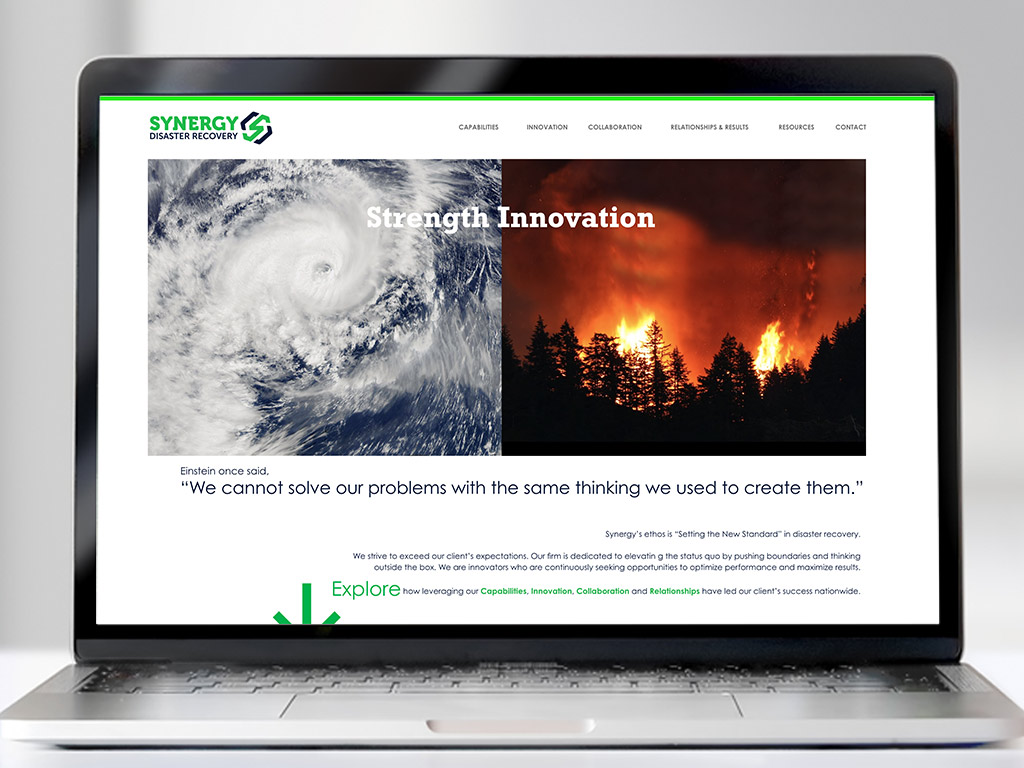 SYNERGY
DISASTER RECOVERY
CAPABILITIES INNOVATION COLLABORATION RELATIONSHIPS & RESULTS RESOURCES CONTACT
Strength Innovation
Einstein once said,
“We cannot solve our problems with the same thinking we used to create them.”
Synergy’s ethos is “Setting the New Standard” in disaster recovery.
We strive to exceed our client’s expectations. Our firm is dedicated to elevatin g the status quo by pushing boundaries and thinking
outside the box. We are innovators who are continuously seeking opportunities to optimize performance and maximize results.
Explore how leveraging our Capabilities, Innovation, Collaboration and Relationships have led our client’s success nationwide.